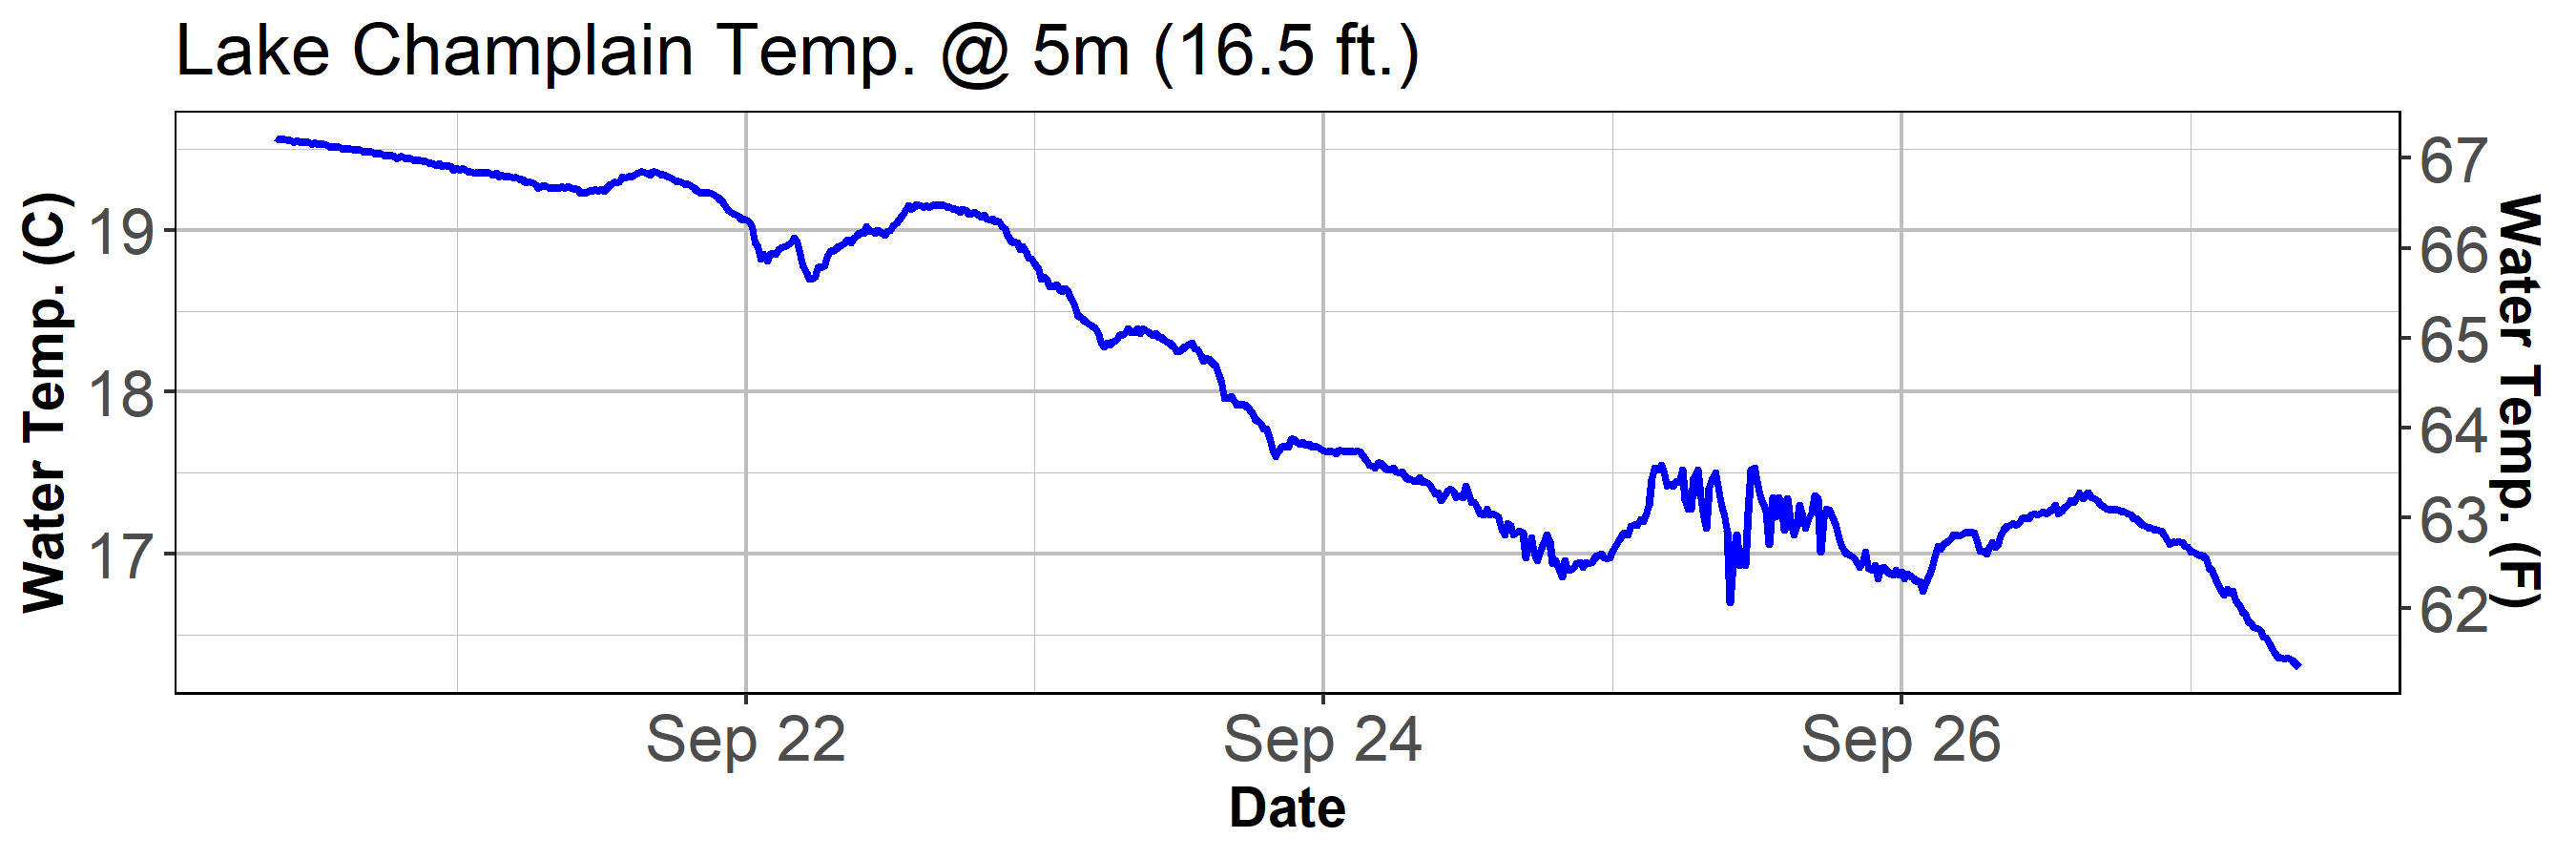 Lake Champlain Temp. @ 5m (16.5 ft.)
Water Temp. (C)
19
18
17
67
66
65
64
63
62
Water Temp. (F)
Sep 22
Sep 24
Sep 26
Date